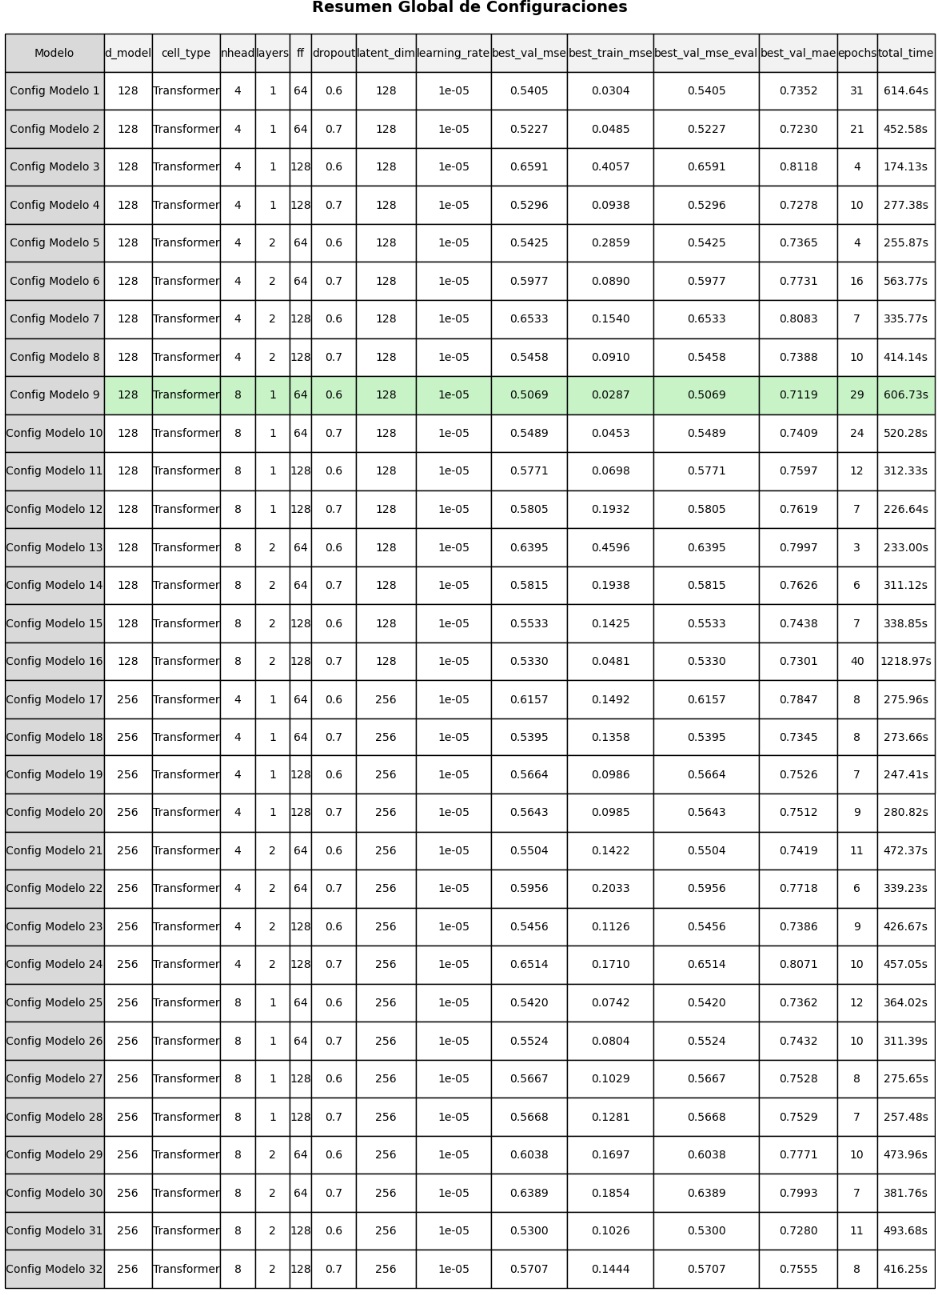 Resumen Global de Configuraciones
Modelo d_model cell_type nhead layers ff dropout latent_dim learning_rate best_val_mse best_train_mse best_val_mse_eval best_val_mae epochs total_time
Config Modelo 1 128 Transformer 4 1 64 0.6 128 1e-05 0.5405 0.0304 0.5405 0.7352 31 614.64s
Config Modelo 2 128 Transformer 4 1 64 0.7 128 1e-05 0.5227 0.0485 0.5227 0.7230 21 452.58s
Config Modelo 3 128 Transformer 4 1 128 0.6 128 1e-05 0.6591 0.4057 0.6591 0.8118 4 174.13s
Config Modelo 4 128 Transformer 4 1 128 0.7 128 1e-05 0.5296 0.0938 0.5296 0.7278 10 277.38s
Config Modelo 5 128 Transformer 4 2 64 0.6 128 1e-05 0.5425 0.2859 0.5425 0.7365 4 255.87s
Config Modelo 6 128 Transformer 4 2 64 0.7 128 1e-05 0.5977 0.0890 0.5977 0.7731 16 563.77s
Config Modelo 7 128 Transformer 4 2 128 0.6 128 1e-05 0.6533 0.1540 0.6533 0.8083 7 335.77s
Config Modelo 8 128 Transformer 4 2 128 0.7 128 1e-05 0.5458 0.0910 0.5458 0.7388 10 414.14s
Config Modelo 9 128 Transformer 8 1 64 0.6 128 1e-05 0.5069 0.0287 0.5069 0.7119 29 606.73s
Config Modelo 10 128 Transformer 8 1 64 0.7 128 1e-05 0.5489 0.0453 0.5489 0.7409 24 520.28s
Config Modelo 11 128 Transformer 8 1 128 0.6 128 1e-05 0.5771 0.0698 0.5771 0.7597 12 312.33s
Config Modelo 12 128 Transformer 8 1 128 0.7 128 1e-05 0.5805 0.1932 0.5805 0.7619 7 226.64s
Config Modelo 13 128 Transformer 8 2 64 0.6 128 1e-05 0.6395 0.4596 0.6395 0.7997 3 233.00s
Config Modelo 14 128 Transformer 8 2 64 0.7 128 1e-05 0.5815 0.1938 0.5815 0.7626 6 311.12s
Config Modelo 15 128 Transformer 8 2 128 0.6 128 1e-05 0.5533 0.1425 0.5533 0.7438 7 338.85s
Config Modelo 16 128 Transformer 8 2 128 0.7 128 1e-05 0.5330 0.0481 0.5330 0.7301 40 1218.97s
Config Modelo 17 256 Transformer 4 1 64 0.6 256 1e-05 0.6157 0.1492 0.6157 0.7847 8 275.96s
Config Modelo 18 256 Transformer 4 1 64 0.7 256 1e-05 0.5395 0.1358 0.5395 0.7345 8 273.66s
Config Modelo 19 256 Transformer 4 1 128 0.6 256 1e-05 0.5664 0.0986 0.5664 0.7526 7 247.41s
Config Modelo 20 256 Transformer 4 1 128 0.7 256 1e-05 0.5643 0.0985 0.5643 0.7512 9 280.82s
Config Modelo 21 256 Transformer 4 2 64 0.6 256 1e-05 0.5504 0.1422 0.5504 0.7419 11 472.37s
Config Modelo 22 256 Transformer 4 2 64 0.7 256 1e-05 0.5956 0.2033 0.5956 0.7718 6 339.23s
Config Modelo 23 256 Transformer 4 2 128 0.6 256 1e-05 0.5456 0.1126 0.5456 0.7386 9 426.67s
Config Modelo 24 256 Transformer 4 2 128 0.7 256 1e-05 0.6514 0.1710 0.6514 0.8071 10 457.05s
Config Modelo 25 256 Transformer 8 1 64 0.6 256 1e-05 0.5420 0.0742 0.5420 0.7362 12 364.02s
Config Modelo 26 256 Transformer 8 1 64 0.7 256 1e-05 0.5524 0.0804 0.5524 0.7432 10 311.39s
Config Modelo 27 256 Transformer 8 1 128 0.6 256 1e-05 0.5667 0.1029 0.5667 0.7528 8 275.65s
Config Modelo 28 256 Transformer 8 1 128 0.7 256 1e-05 0.5668 0.1281 0.5668 0.7529 7 257.48s
Config Modelo 29 256 Transformer 8 2 64 0.6 256 1e-05 0.6038 0.1697 0.6038 0.7771 10 473.96s
Config Modelo 30 256 Transformer 8 2 64 0.7 256 1e-05 0.6389 0.1854 0.6389 0.7993 7 381.76s
Config Modelo 31 256 Transformer 8 2 128 0.6 256 1e-05 0.5300 0.1026 0.5300 0.7280 11 493.68s
Config Modelo 32 256 Transformer 8 2 128 0.7 256 1e-05 0.5707 0.1444 0.5707 0.7555 8 416.25s